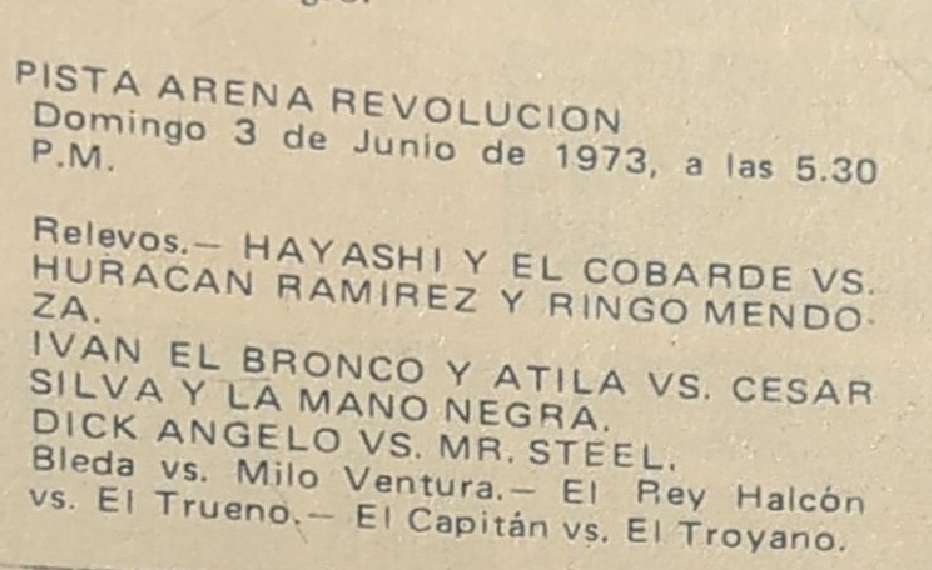 PISTA ARENA REVOLUCION
Domingo 3 de Junio de 1973, a las 5.30
P.M.
Relevos.— HAYASHI Y EL COBARDE VS.
HURACAN RAMIREZ Y RINGO MENDO-
ZA.
IVAN EL BRONCO Y ATILA VS. CESAR
SILVA Y LA MANO NEGRA.
DICK ANGELO VS. MR. STEEL.
Bleda vs. Milo Ventura.— El Rey Halcón
vs. El Trueno.— El Capitán vs. El Troyano.